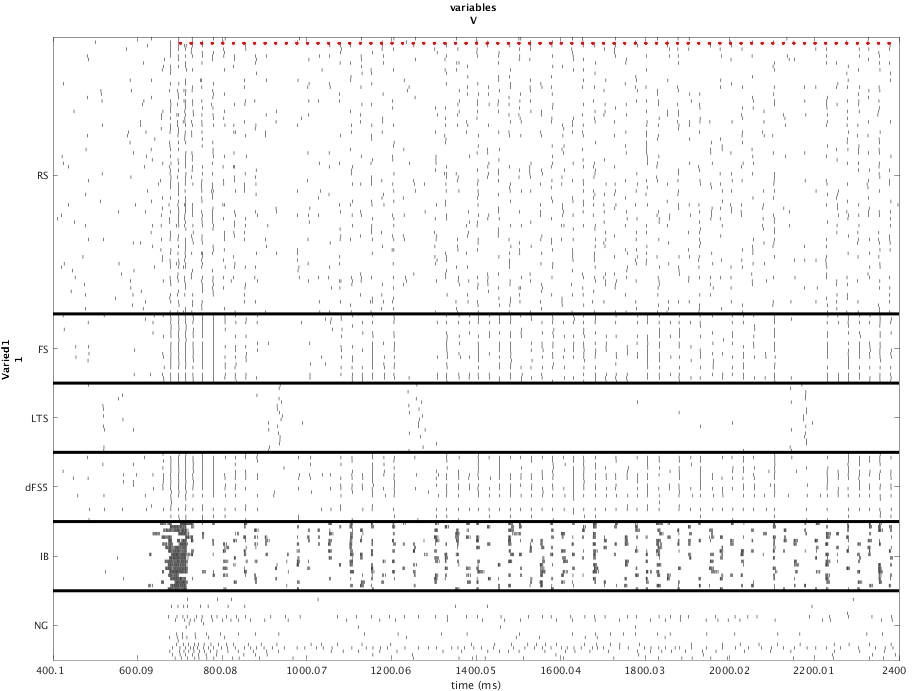 variables
V
RS
FS
LTS
dFS5
IB
NG
Varied1
1
400.1 600.09 800.08 1000.07 1200.06 1400.05 1600.04 1800.03 2000.02 2200.01 2400
time (ms)